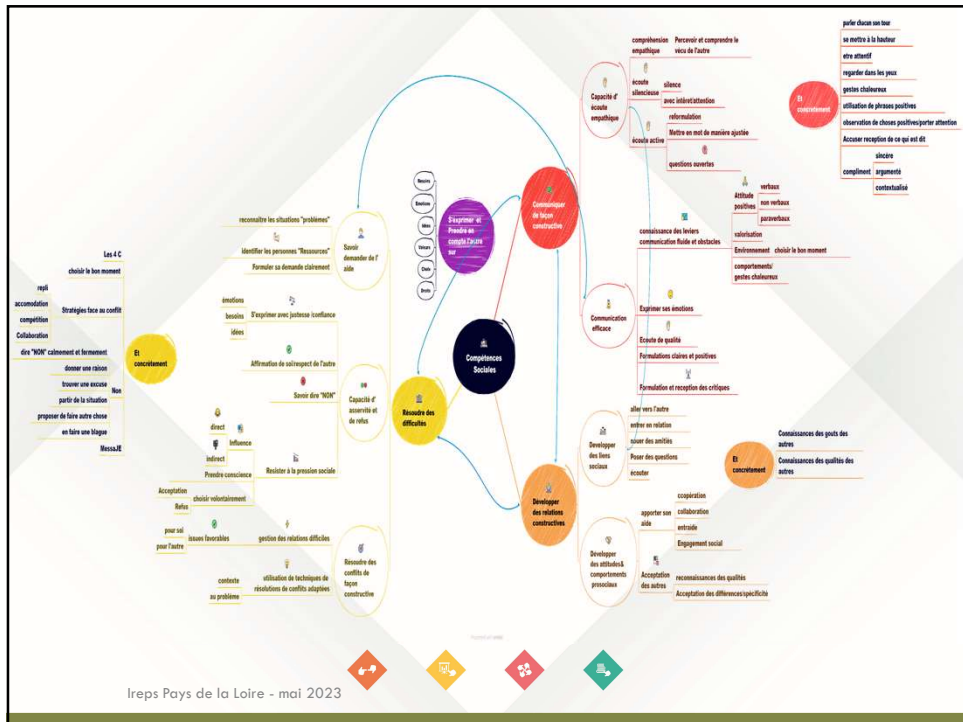 Compétences
Sociales
S'exprimer et
Prendre en
compte l'autre
sur
Besoins
Emotions
Idées
Valeurs
Choix
Droits
Communiquer
de façon
constructive
Capacité d'
écoute
empathique
compréhension
empathique
Percevoir et comprendre le
vécu de l'autre
écoute
silencieuse
silence
avec intéret/attention
écoute active
reformulation
Mettre en mot de manière ajustée
questions ouvertes
Communication
efficace
connaissance des leviers
communication fluide et obstacles
Attitude
positives
verbaux
non verbaux
paraverbaux
valorisation
Environnement
choisir le bon moment
comportements/
gestes chaleureux
Exprimer ses émotions
Ecoute de qualité
Formulations claires et positives
Formulation et reception des critiques
Et
concrètement
parler chacun son tour
se mettre à la hauteur
etre attentif
regarder dans les yeux
gestes chaleureux
utilisation de phrases positives
observation de choses positives/porter attention
Accuser reception de ce qui est dit
compliment
sincère
argumenté
contextualisé
Développer
des relations
constructives
Developper
des liens
sociaux
aller vers l'autre
entrer en relation
nouer des amitiés
Poser des questions
écouter
Développer
des attitudes&
comportements
prosociaux
apporter son
aide
coopération
collaboration
entraide
Engagement social
Acceptation
des autres
reconnaissances des qualités
Acceptation des différences/spécificité
Et
concrètement
Connaissances des gouts des
autres
Connaissances des qualités des
autres
Résoudre des
difficultés
Savoir
demander de l'
aide
reconnaitre les situations "problèmes"
identifier les personnes "Ressources"
Formuler sa demande clairement
Capacité d'
asservité et de
refus
S'exprimer avec justesse /confiance
émotions
besoins
idées
Affirmation de soi/respect de l'autre
Savoir dire "NON"
Resister à la pression sociale
Influence
direct
indirect
Prendre conscience
choisir volontairement
Acceptation
Refus
Résoudre des
conflits de
façon
constructive
gestion des relations difficiles
issues favorables
pour soi
pour l'autre
utilisation de techniques de
résolutions de confits adaptées
contexte
au problème
Et
concrètement
Les 4 C
choisir le bon moment
Stratégies face au conflit
repli
accomodation
compétition
Collaboration
Non
dire "NON" calmement et fermement
donner une raison
trouver une excuse
partir de la situation
proposer de faire autre chose
en faire une blague
MessaJE
Ireps Pays de la Loire - mai 2023